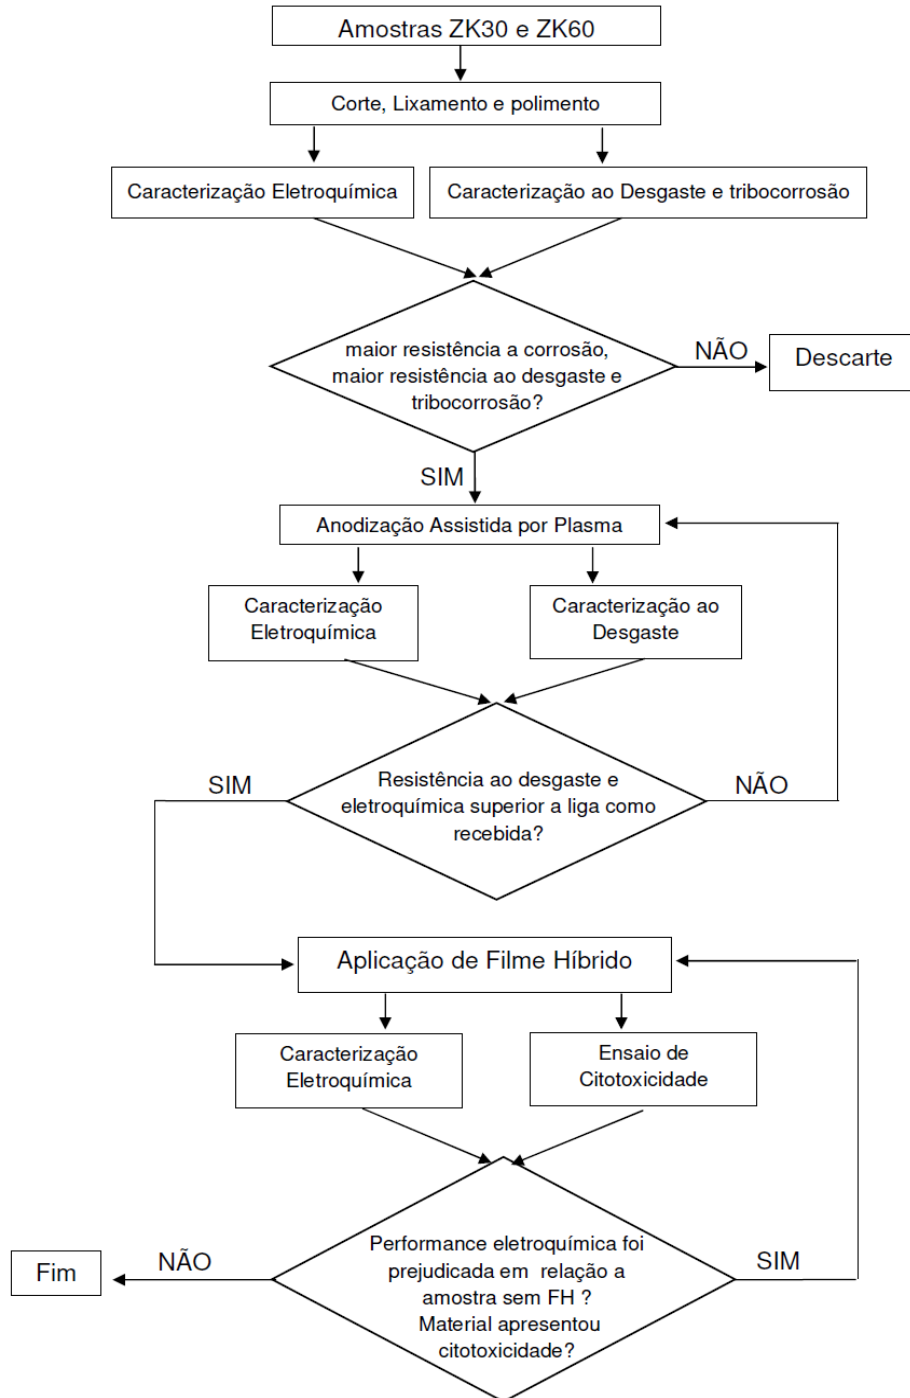 Amostras ZK30 e ZK60
Corte, Lixamento e polimento
Caracterização Eletroquímica
Caracterização ao Desgaste e tribocorrosão
maior resistência a corrosão,
maior resistência ao desgaste e
tribocorrosão?
NÃO
Descarte
SIM
Anodização Assistida por Plasma
Caracterização
Eletroquímica
Caracterização ao
Desgaste
SIM
Resistência ao desgaste e
eletroquímica superior a liga como
recebida?
NÃO
Aplicação de Filme Híbrido
Caracterização
Eletroquímica
Ensaio de
Citotoxicidade
Fim
NÃO
Performance eletroquímica foi
prejudicada em relação a
amostra sem FH ?
Material apresentou
citotoxicidade?
SIM